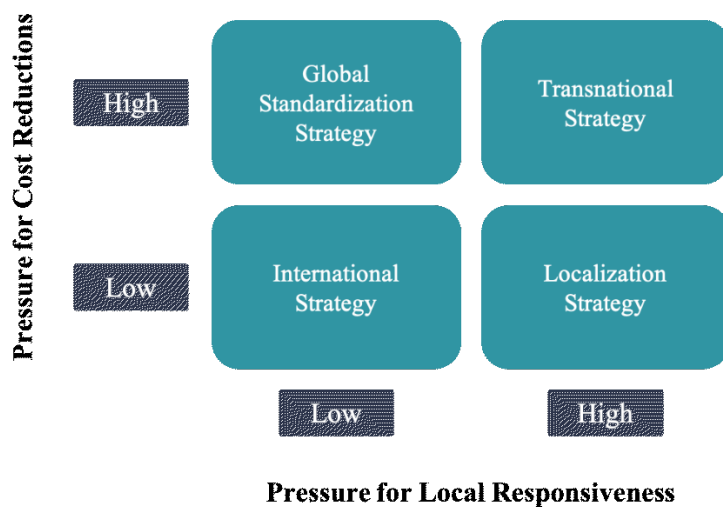 Pressure for Cost Reductions
High
Global
Standardization
Strategy
Transnational
Strategy
Low
International
Strategy
Localization
Strategy
Low
High
Pressure for Local Responsiveness